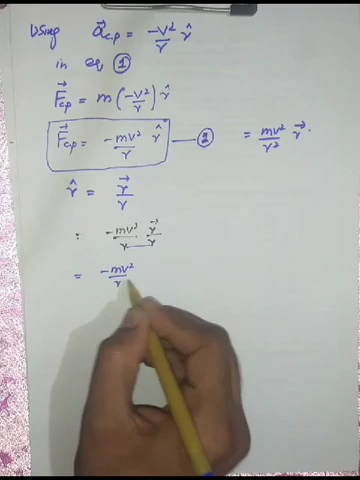 Using a⃗cp = -v²/r r̂
in eq ①
F⃗cp = m(-v²/r) r̂
F⃗cp = -mv²/r r̂ — ②
= mv²/r² r⃗.
r̂ = r⃗/r
: -mv²/r r⃗/r
= -mv²/r